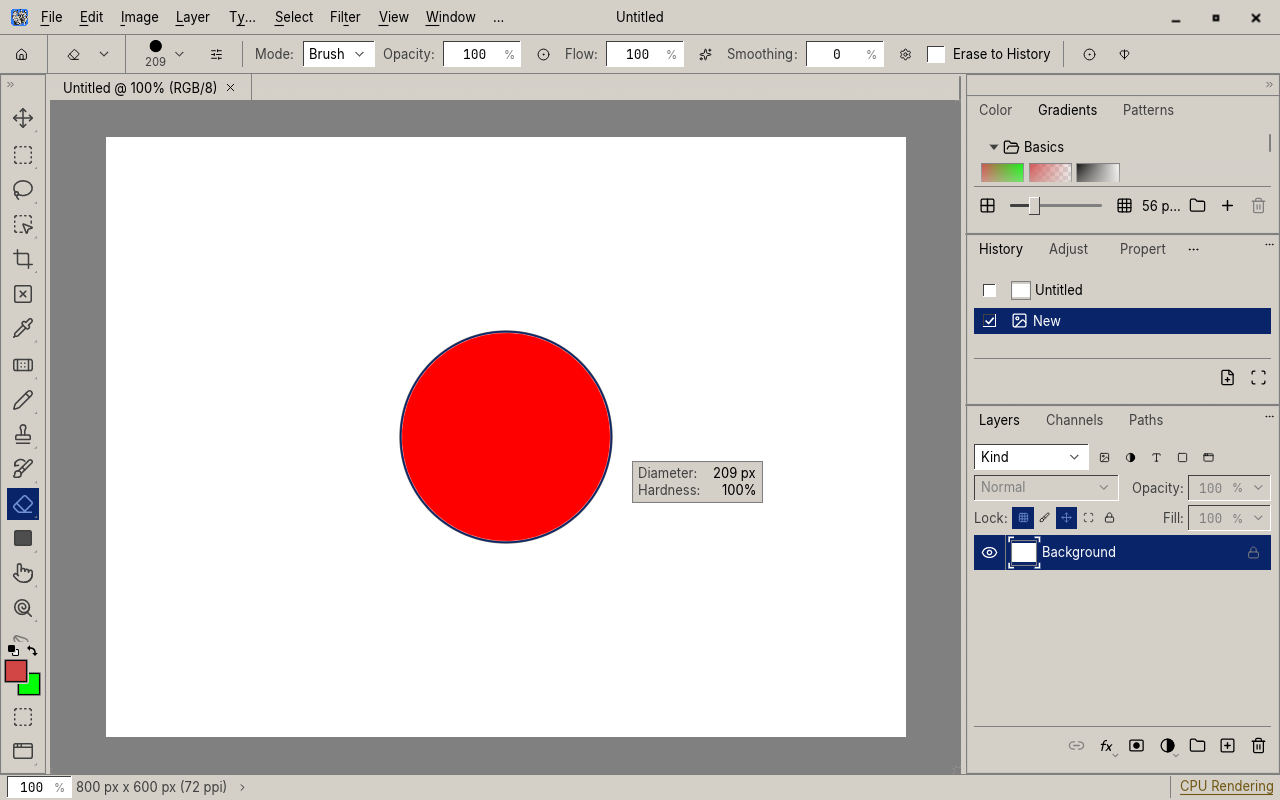 File Edit Image Layer Ty... Select Filter View Window ... Untitled
209 Mode: Brush Opacity: 100 % Flow: 100 % Smoothing: 0 % Erase to History
Untitled @ 100% (RGB/8)
Color Gradients Patterns
Basics
56 p...
History Adjust Propert ...
Untitled
New
Diameter: 209 px
Hardness: 100%
Layers Channels Paths
Kind
Normal Opacity: 100 %
Lock: Fill: 100 %
Background
fx
100 % 800 px x 600 px (72 ppi) CPU Rendering